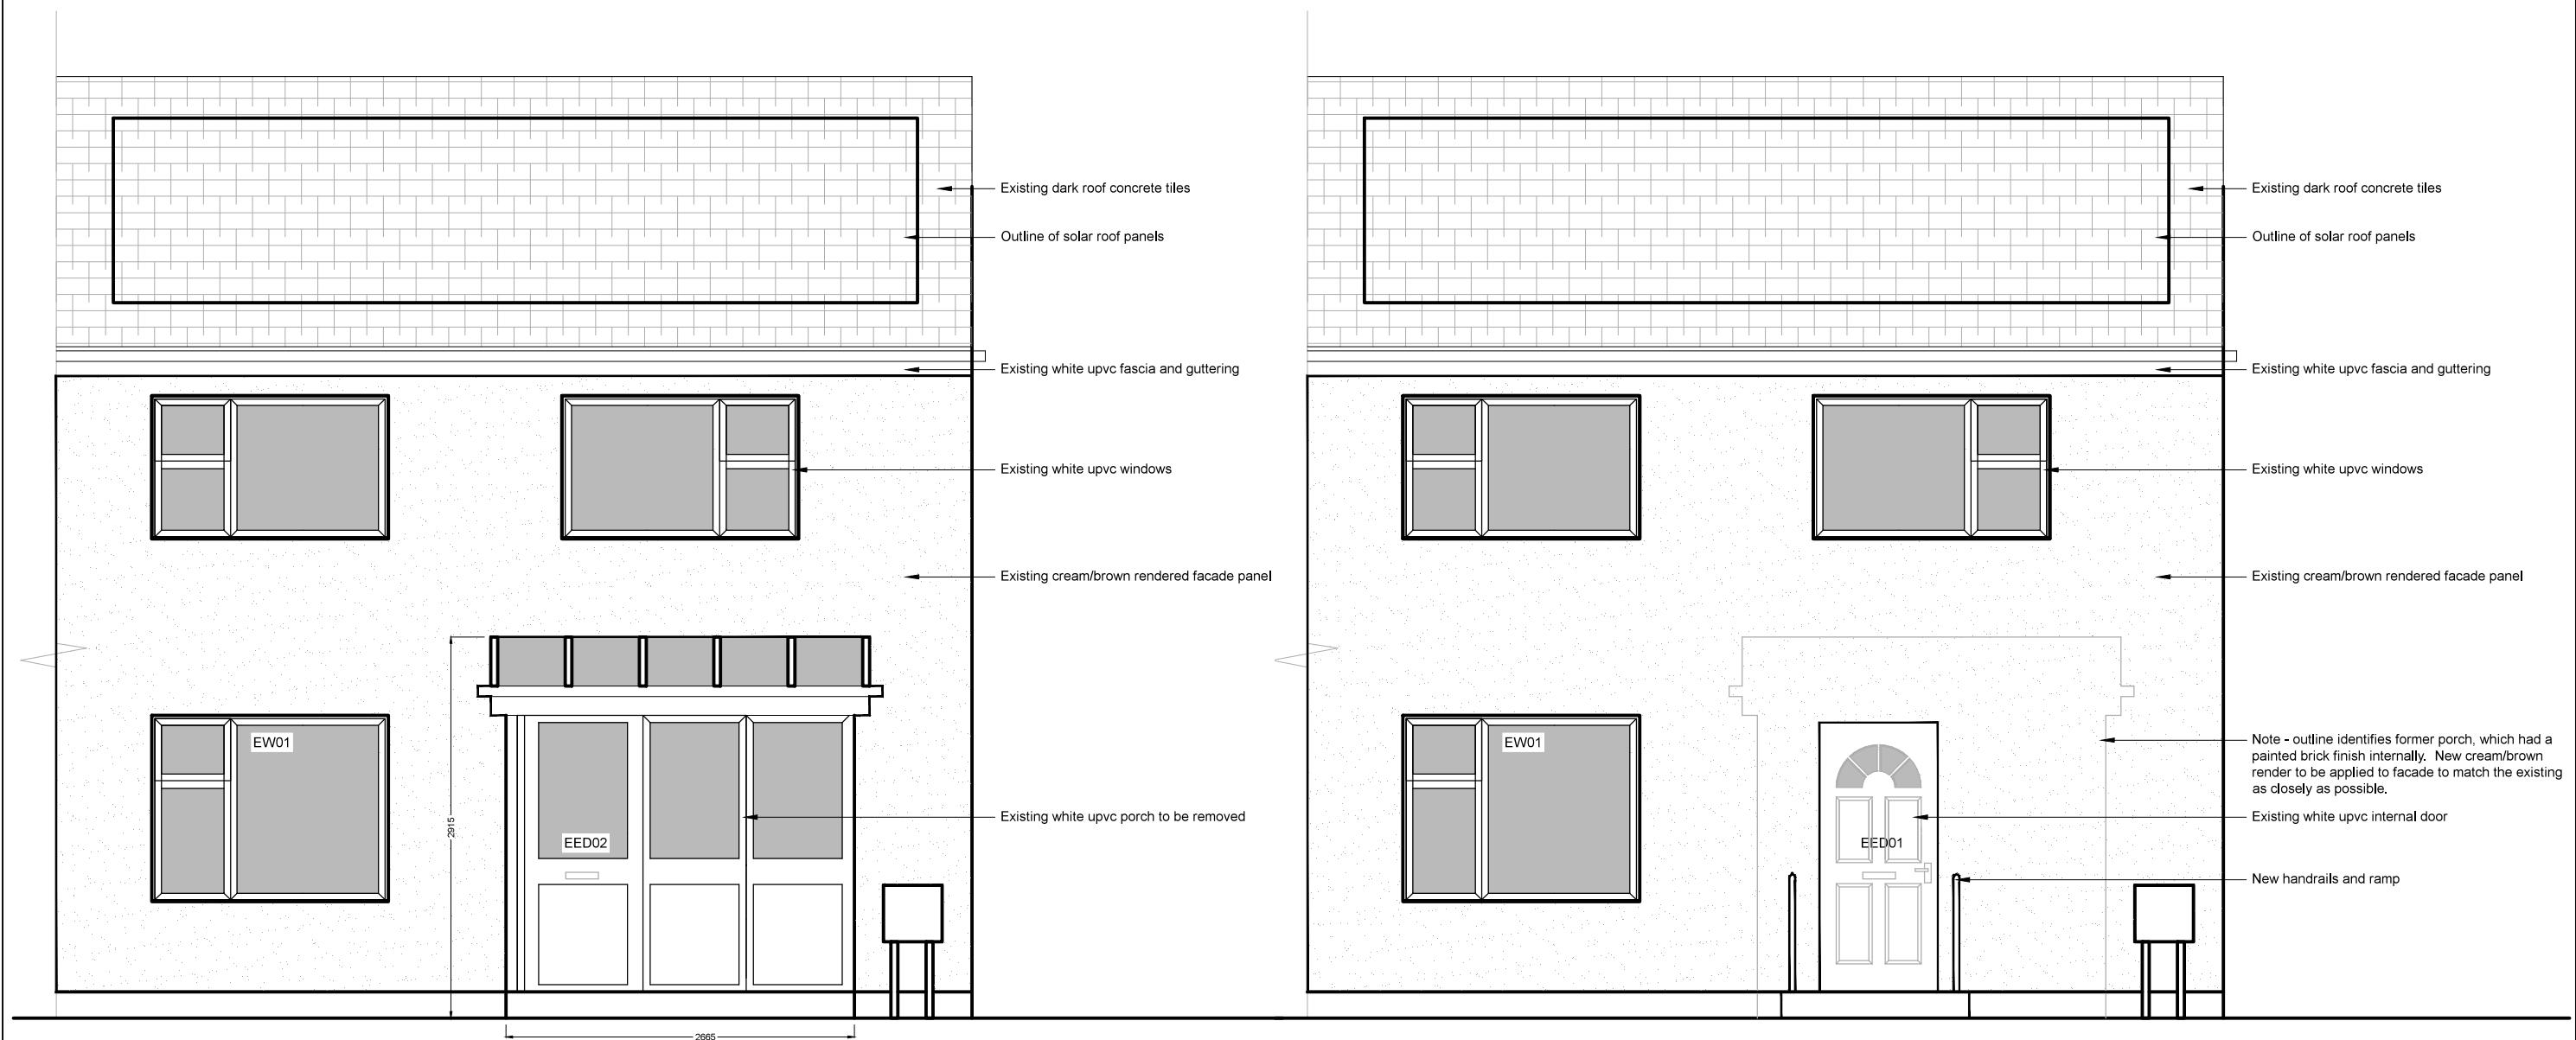 Existing dark roof concrete tiles
Outline of solar roof panels
Existing white upvc fascia and guttering
Existing white upvc windows
Existing cream/brown rendered facade panel
EW01
2915
EED02
Existing white upvc porch to be removed
2665
Existing dark roof concrete tiles
Outline of solar roof panels
Existing white upvc fascia and guttering
Existing white upvc windows
Existing cream/brown rendered facade panel
EW01
Note - outline identifies former porch, which had a
painted brick finish internally. New cream/brown
render to be applied to facade to match the existing
as closely as possible.
Existing white upvc internal door
EED01
New handrails and ramp